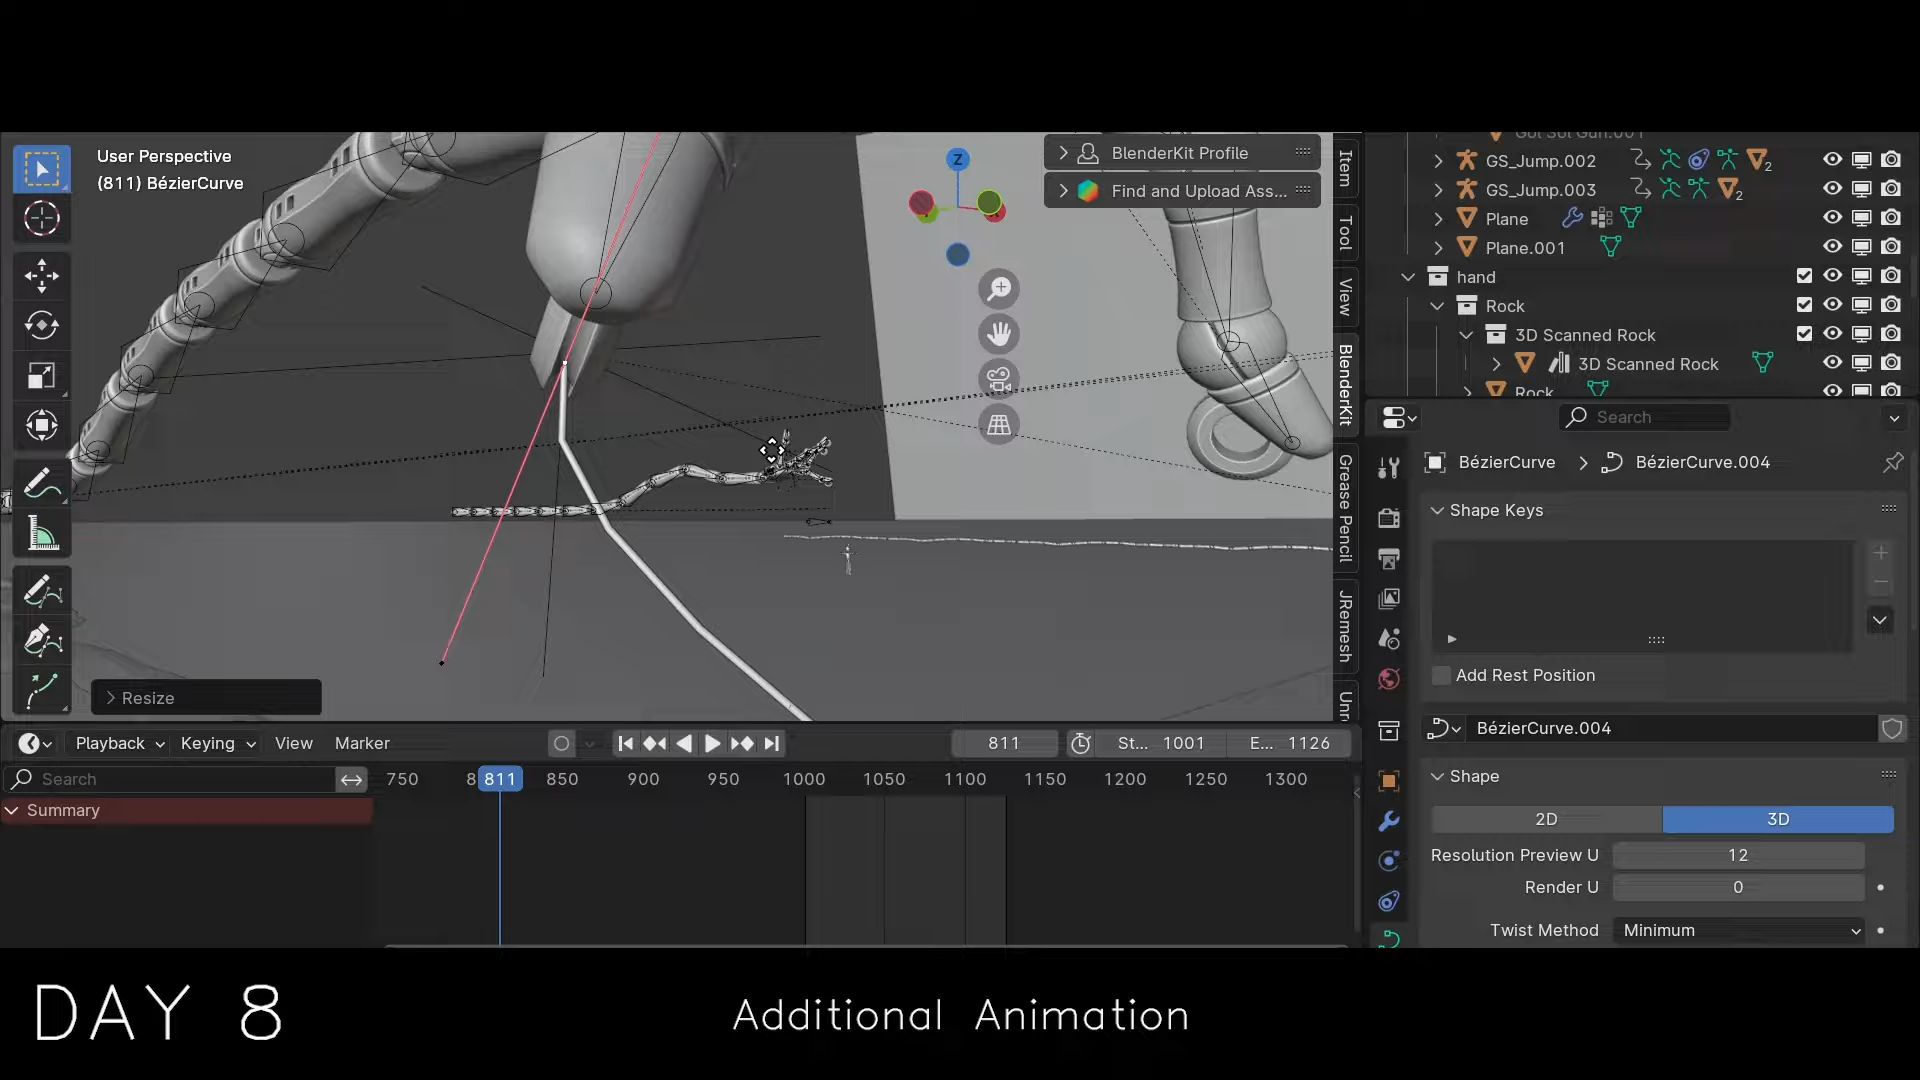 User Perspective
(811) BézierCurve
BlenderKit Profile
Find and Upload Ass...
Item
Tool
View
BlenderKit
Grease Pencil
JRemesh
Resize
GS_Jump.002
2
GS_Jump.003
2
Plane
Plane.001
hand
Rock
3D Scanned Rock
3D Scanned Rock
Rock
Search
BézierCurve
BézierCurve.004
Shape Keys
Add Rest Position
BézierCurve.004
Shape
2D
3D
Resolution Preview U
12
Render U
0
Twist Method
Minimum
Playback
Keying
View
Marker
811
St... 1001
E... 1126
Search
750
8
811
850
900
950
1000
1050
1100
1150
1200
1250
1300
Summary
DAY 8
Additional Animation
X
Z